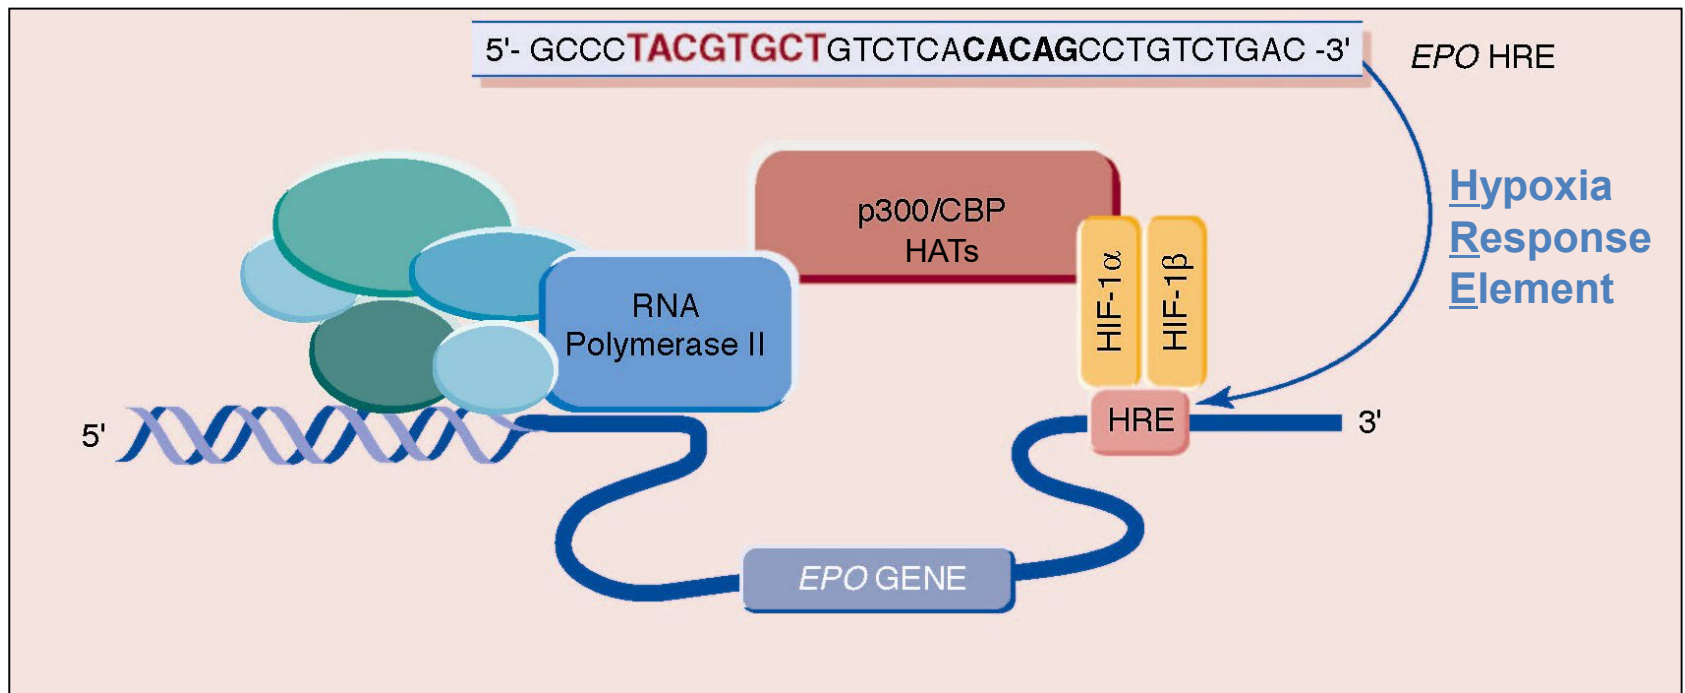 5'- GCCCTACGTGCTGTCTCACACAGCCTGTCTGAC -3'
EPO HRE
Hypoxia
Response
Element
p300/CBP
HATs
HIF-1α
HIF-1β
RNA
Polymerase II
5'
HRE
3'
EPO GENE